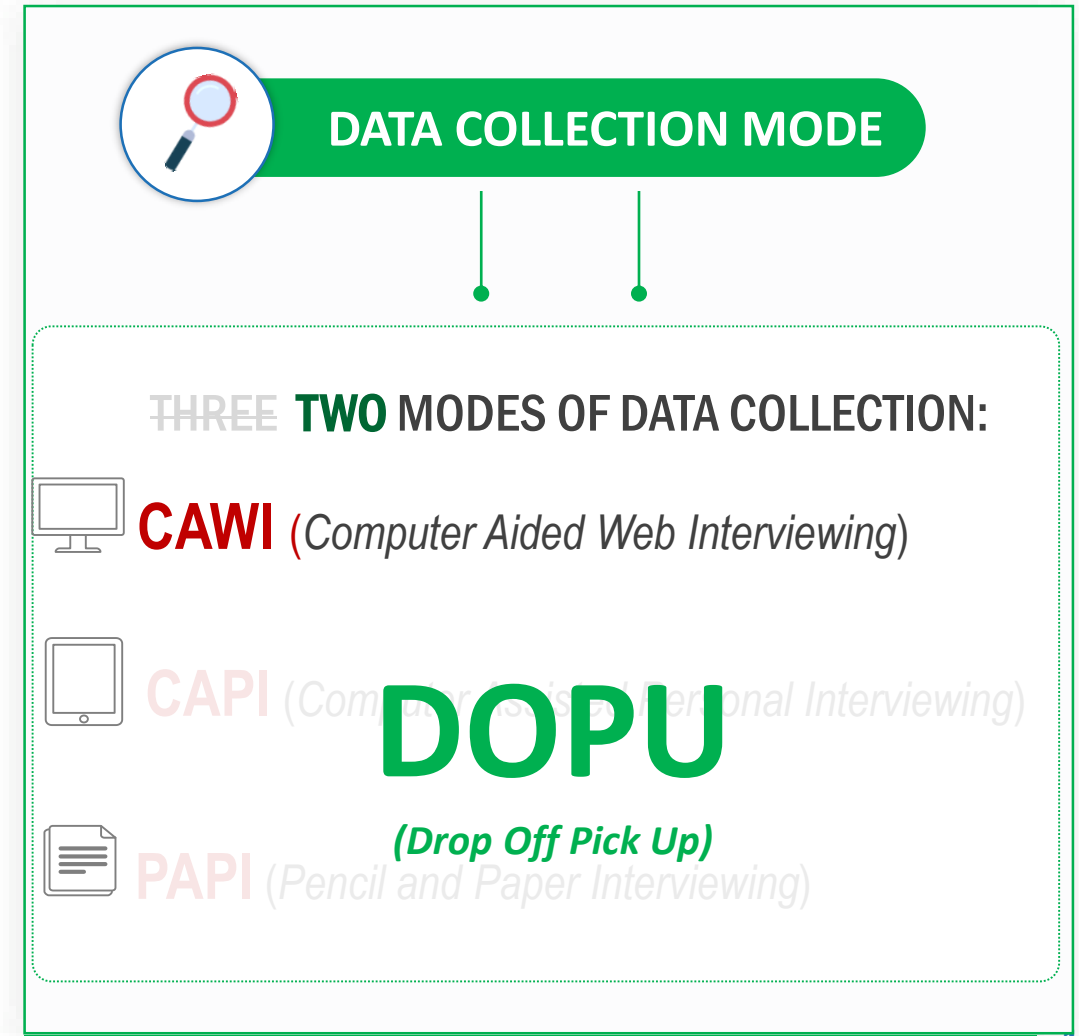 DATA COLLECTION MODE
THREE TWO MODES OF DATA COLLECTION:
CAWI (Computer Aided Web Interviewing)
CAPI (Computer Assisted Personal Interviewing)
DOPU
(Drop Off Pick Up)
PAPI (Pencil and Paper Interviewing)